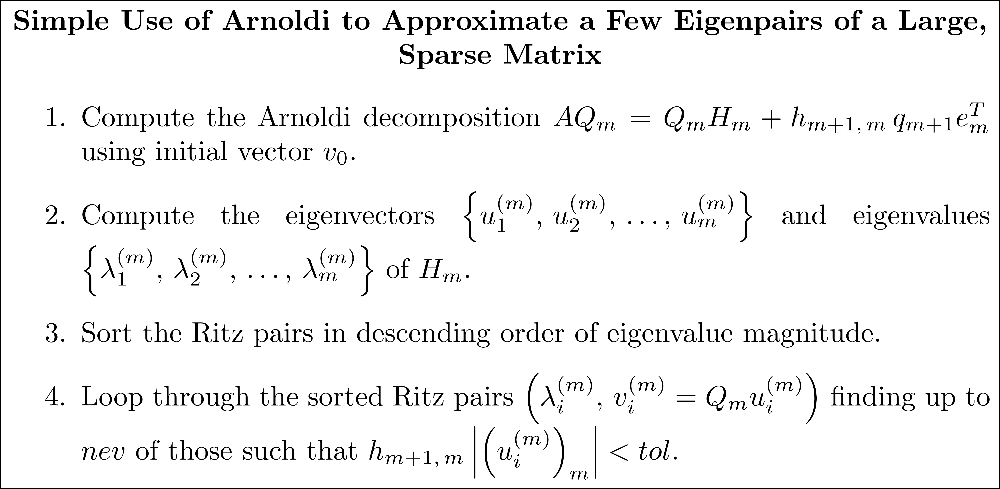 Simple Use of Arnoldi to Approximate a Few Eigenpairs of a Large,
Sparse Matrix
1. Compute the Arnoldi decomposition $AQ_m = Q_m H_m + h_{m+1,\,m}\, q_{m+1} e_m^T$
using initial vector $v_0$.
2. Compute the eigenvectors $\left\{ u_1^{(m)}, u_2^{(m)}, \ldots, u_m^{(m)} \right\}$ and eigenvalues
$\left\{ \lambda_1^{(m)}, \lambda_2^{(m)}, \ldots, \lambda_m^{(m)} \right\}$ of $H_m$.
3. Sort the Ritz pairs in descending order of eigenvalue magnitude.
4. Loop through the sorted Ritz pairs $\left( \lambda_i^{(m)}, v_i^{(m)} = Q_m u_i^{(m)} \right)$ finding up to
$nev$ of those such that $h_{m+1,\,m} \left| \left( u_i^{(m)} \right)_m \right| < tol$.